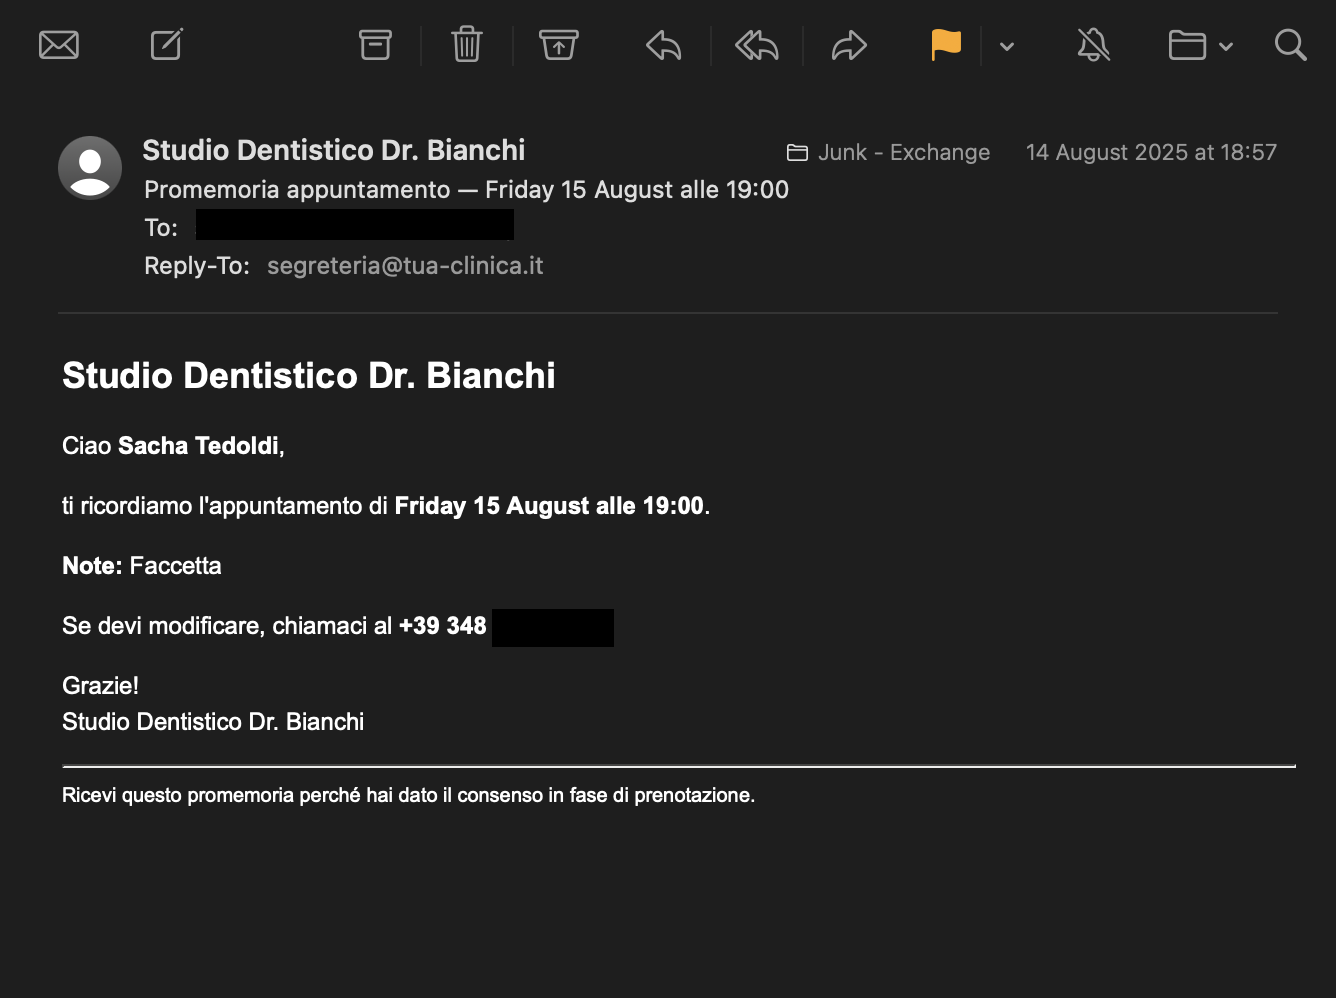 Studio Dentistico Dr. Bianchi
Junk - Exchange
14 August 2025 at 18:57
Promemoria appuntamento — Friday 15 August alle 19:00
To:
Reply-To: segreteria@tua-clinica.it
Studio Dentistico Dr. Bianchi
Ciao Sacha Tedoldi,
ti ricordiamo l'appuntamento di Friday 15 August alle 19:00.
Note: Faccetta
Se devi modificare, chiamaci al +39 348
Grazie!
Studio Dentistico Dr. Bianchi
Ricevi questo promemoria perché hai dato il consenso in fase di prenotazione.